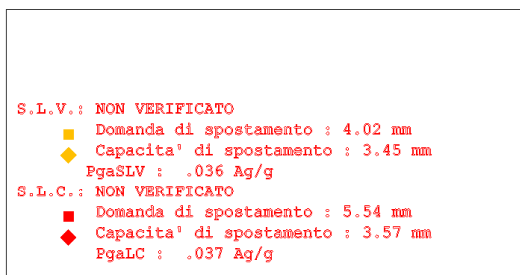 S.L.V.: NON VERIFICATO
Domanda di spostamento : 4.02 mm
Capacita' di spostamento : 3.45 mm
PgaSLV : .036 Ag/g
S.L.C.: NON VERIFICATO
Domanda di spostamento : 5.54 mm
Capacita' di spostamento : 3.57 mm
PgaLC : .037 Ag/g